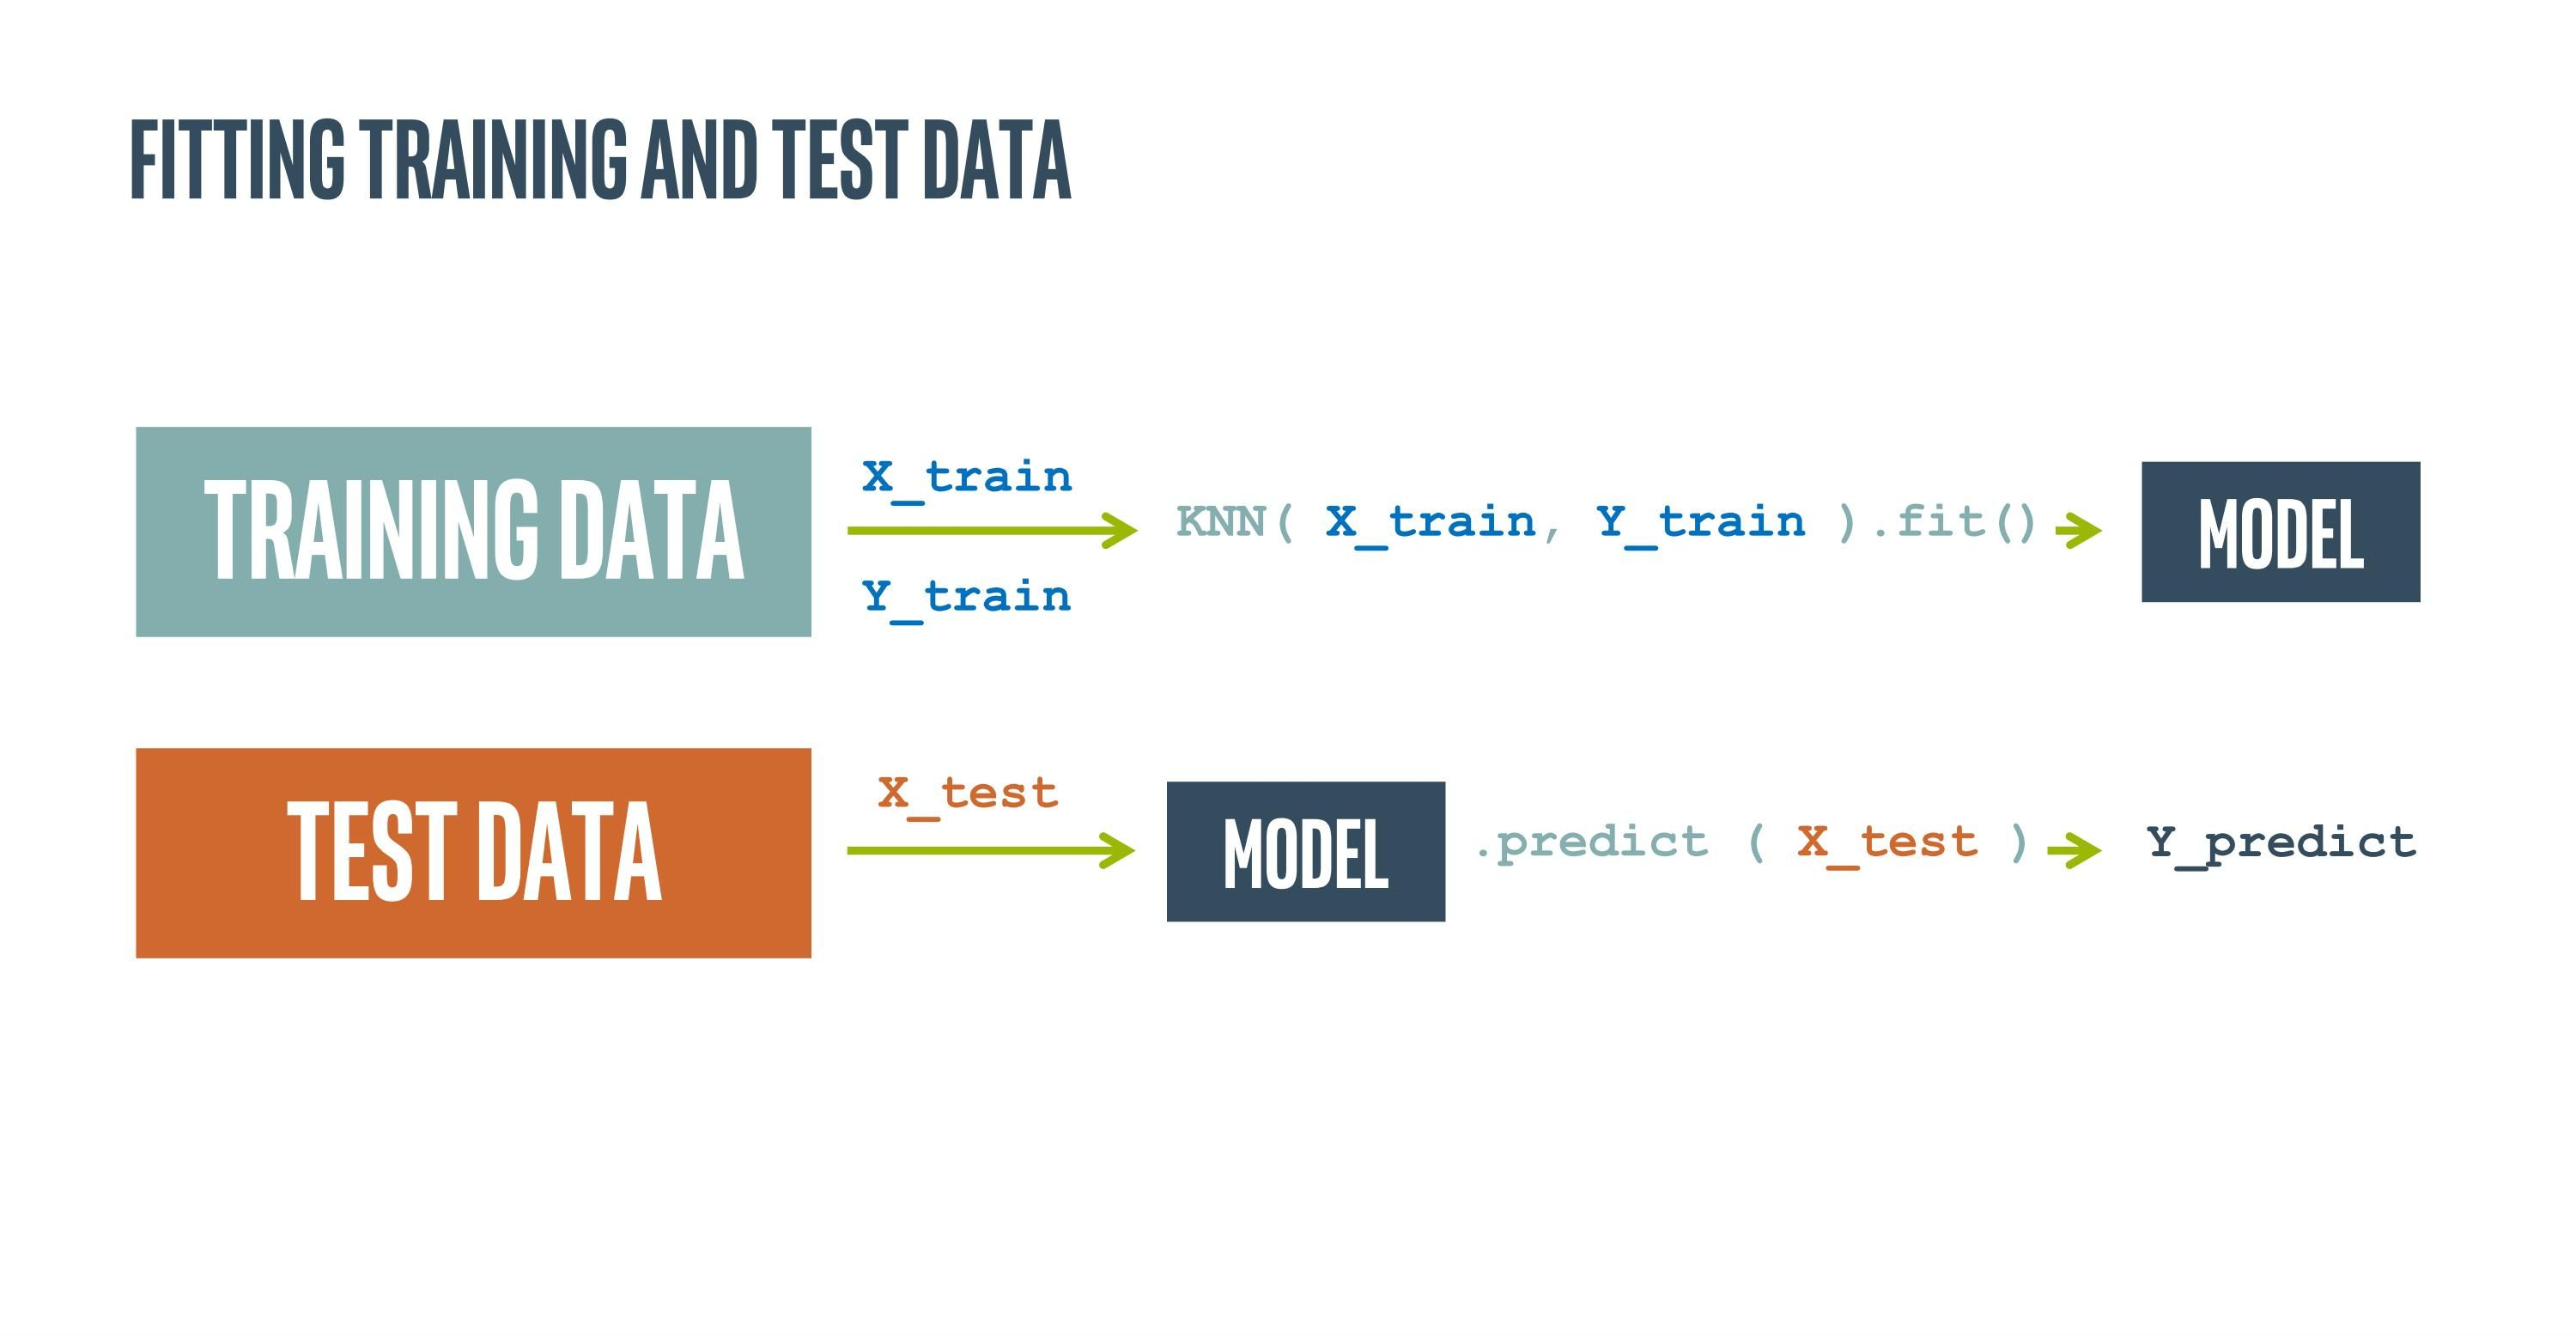 FITTING TRAINING AND TEST DATA
TRAINING DATA
X_train
Y_train
KNN( X_train, Y_train ).fit()
MODEL
TEST DATA
X_test
MODEL
.predict ( X_test )
Y_predict